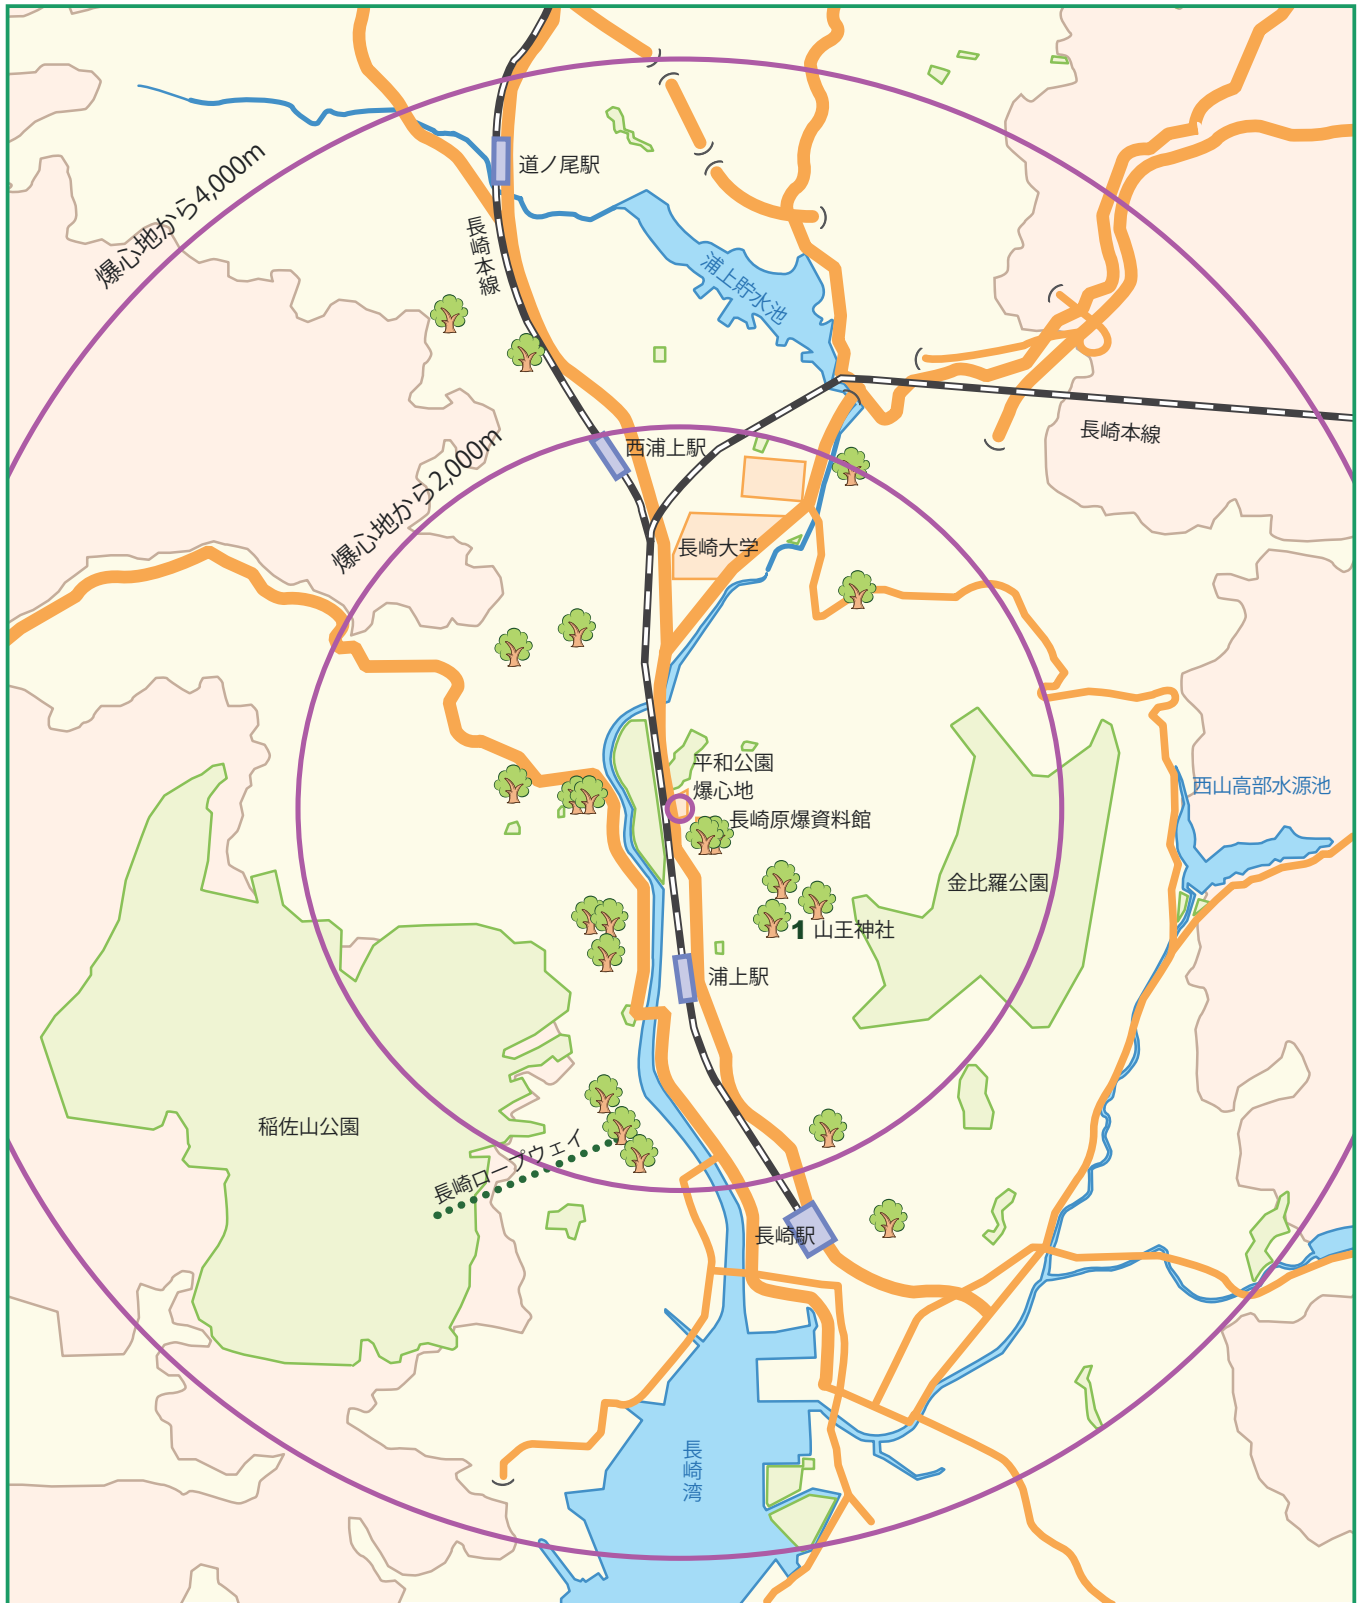 道ノ尾駅
爆心地から4,000m
長崎本線
浦上貯水池
爆心地から2,000m
西浦上駅
長崎本線
長崎大学
平和公園
爆心地
西山高部水源池
長崎原爆資料館
金比羅公園
1 山王神社
浦上駅
稲佐山公園
長崎ロープウェイ
長崎駅
長崎湾